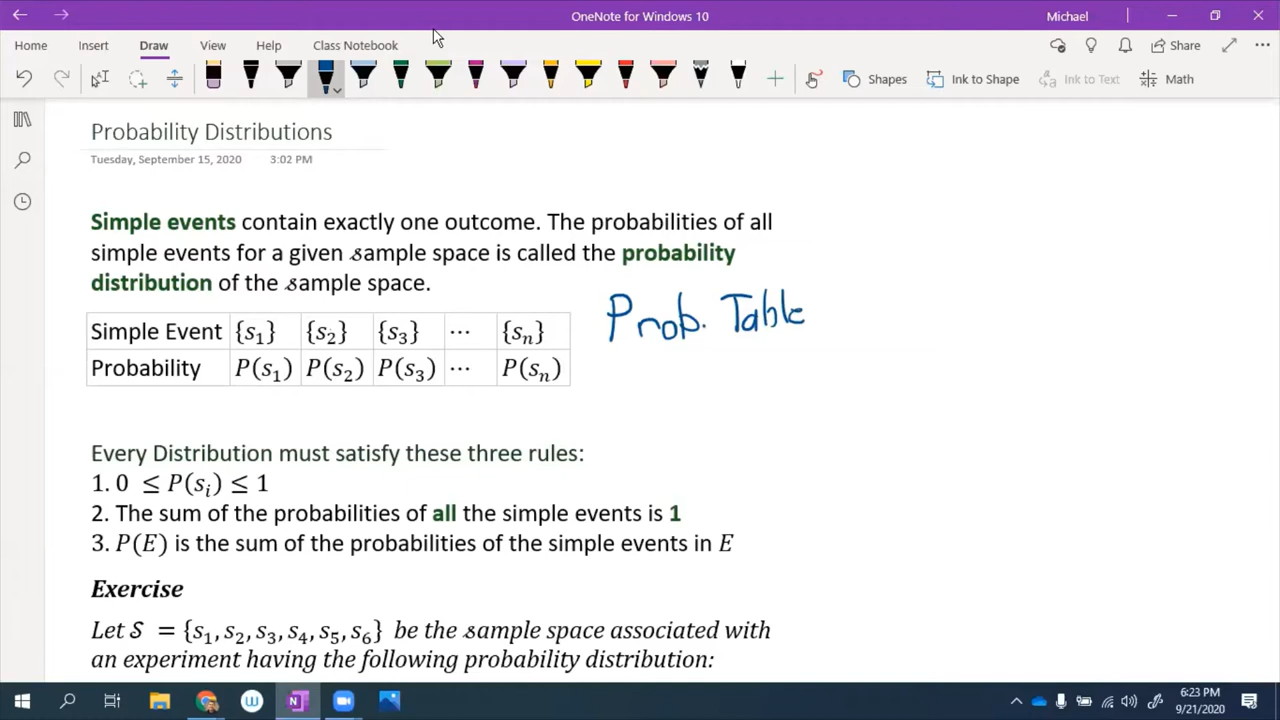 OneNote for Windows 10
Michael
Home Insert Draw View Help Class Notebook Share
Shapes Ink to Shape Ink to Text Math
Probability Distributions
Tuesday, September 15, 2020 3:02 PM
Simple events contain exactly one outcome. The probabilities of all
simple events for a given 𝓈ample space is called the probability
distribution of the 𝓈ample space.
Prob. Table
Simple Event {s₁} {s₂} {s₃} ⋯ {sₙ}
Probability P(s₁) P(s₂) P(s₃) ⋯ P(sₙ)
Every Distribution must satisfy these three rules:
1. 0 ≤ P(sᵢ) ≤ 1
2. The sum of the probabilities of all the simple events is 1
3. P(E) is the sum of the probabilities of the simple events in E
Exercise
Let 𝒮 = {s₁, s₂, s₃, s₄, s₅, s₆} be the 𝓈ample space associated with
an experiment having the following probability distribution:
6:23 PM
9/21/2020